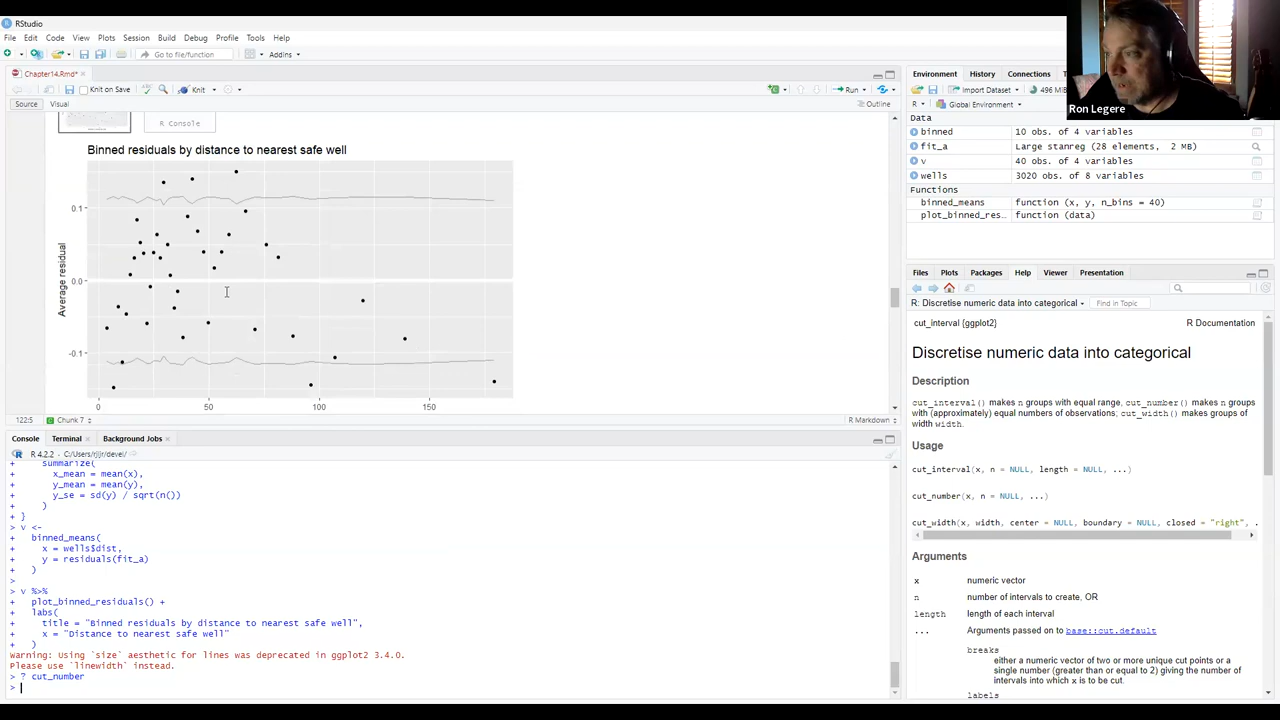 RStudio
File Edit Code View Plots Session Build Debug Profile Tools Help
Go to file/function Addins
Chapter14.Rmd*
Knit on Save Knit Run
Source Visual Outline
R Console
Binned residuals by distance to nearest safe well
Average residual
0.1
0.0
-0.1
0 50 100 150
122:5 Chunk 7 R Markdown
Console Terminal Background Jobs
R 4.2.2 · C:/Users/rjljr/devel/
+ summarize(
+ x_mean = mean(x),
+ y_mean = mean(y),
+ y_se = sd(y) / sqrt(n())
+ )
+ }
> v <-
+ binned_means(
+ x = wells$dist,
+ y = residuals(fit_a)
+ )
>
> v %>%
+ plot_binned_residuals() +
+ labs(
+ title = "Binned residuals by distance to nearest safe well",
+ x = "Distance to nearest safe well"
+ )
Warning: Using `size` aesthetic for lines was deprecated in ggplot2 3.4.0.
Please use `linewidth` instead.
> ? cut_number
>
Environment History Connections
Import Dataset 496 Mi
R Global Environment
Data
binned 10 obs. of 4 variables
fit_a Large stanreg (28 elements, 2 MB)
v 40 obs. of 4 variables
wells 3020 obs. of 8 variables
Functions
binned_means function (x, y, n_bins = 40)
plot_binned_res… function (data)
Files Plots Packages Help Viewer Presentation
R: Discretise numeric data into categorical Find in Topic
cut_interval {ggplot2} R Documentation
Discretise numeric data into categorical
Description
cut_interval() makes n groups with equal range, cut_number() makes n groups
with (approximately) equal numbers of observations; cut_width() makes groups of
width width.
Usage
cut_interval(x, n = NULL, length = NULL, ...)
cut_number(x, n = NULL, ...)
cut_width(x, width, center = NULL, boundary = NULL, closed = "right", .
Arguments
x numeric vector
n number of intervals to create, OR
length length of each interval
... Arguments passed on to base::cut.default
breaks
either a numeric vector of two or more unique cut points or a
single number (greater than or equal to 2) giving the number of
intervals into which x is to be cut.
labels
Ron Legere